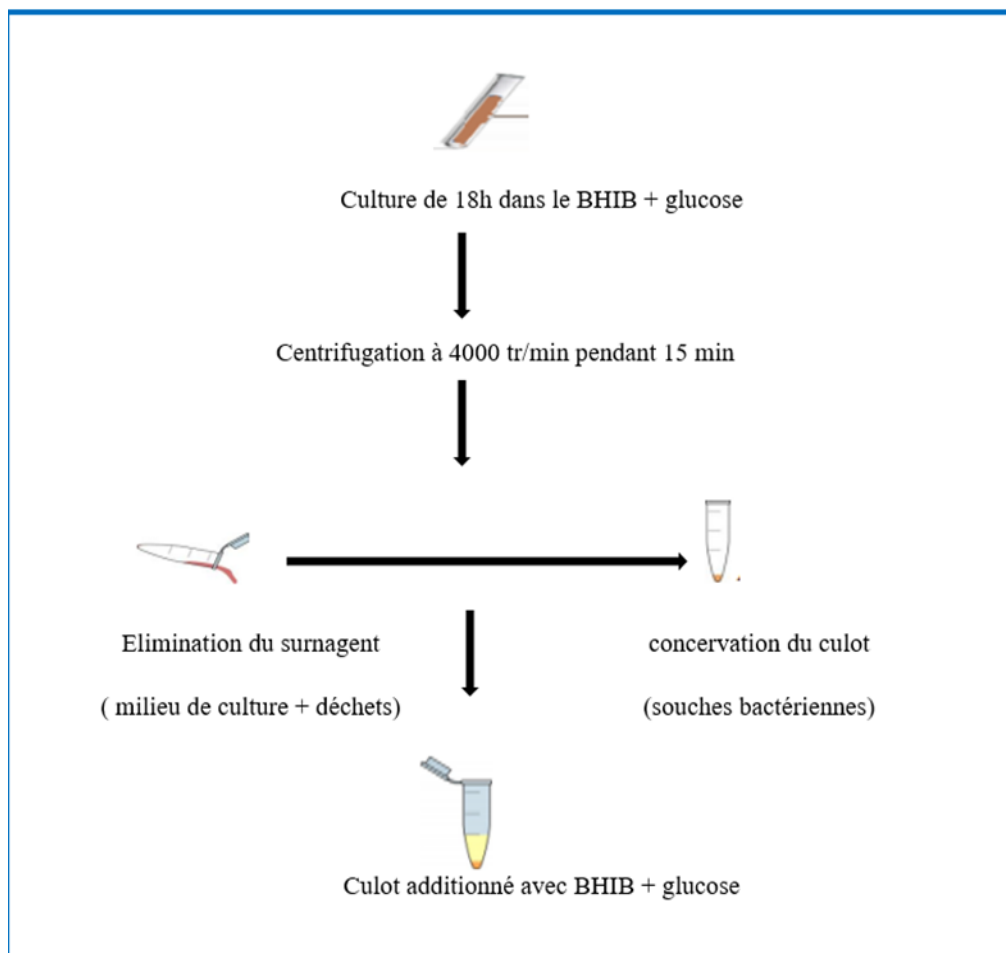 Culture de 18h dans le BHIB + glucose
Centrifugation à 4000 tr/min pendant 15 min
Elimination du surnagent
( milieu de culture + déchets)
concervation du culot
(souches bactériennes)
Culot additionné avec BHIB + glucose